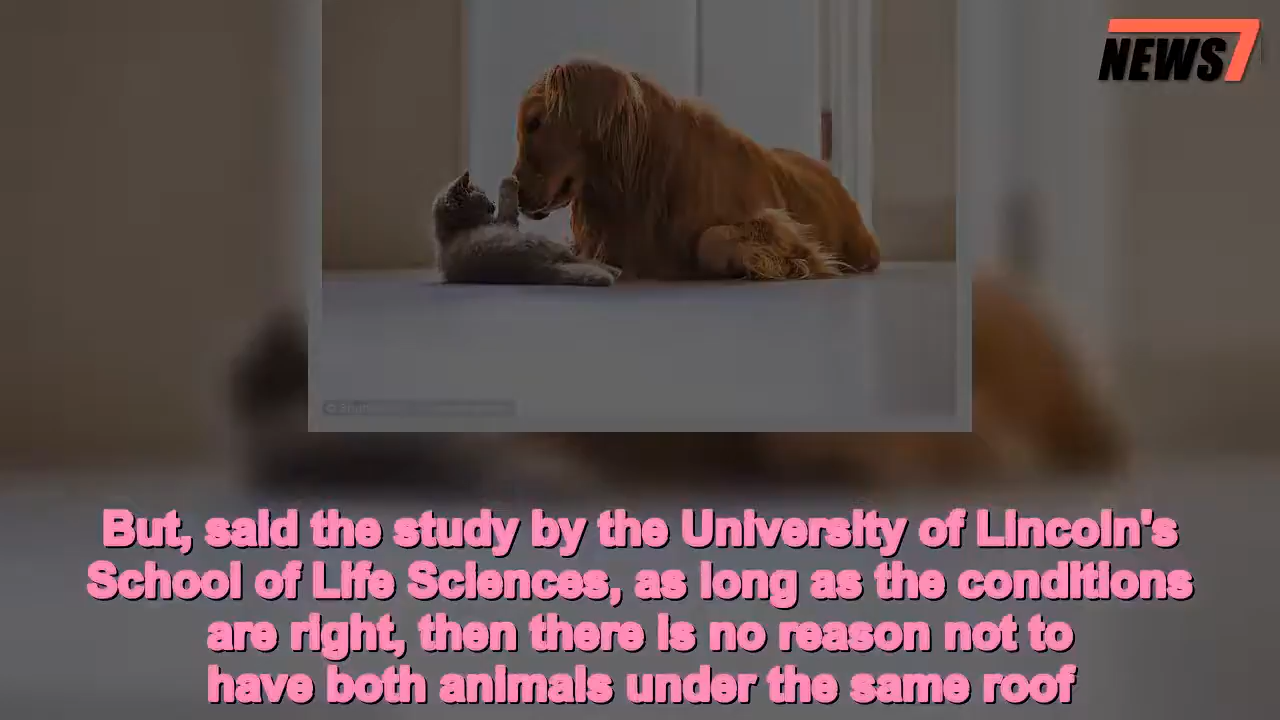 NEWS7
But, said the study by the University of Lincoln's
School of Life Sciences, as long as the conditions
are right, then there is no reason not to
have both animals under the same roof